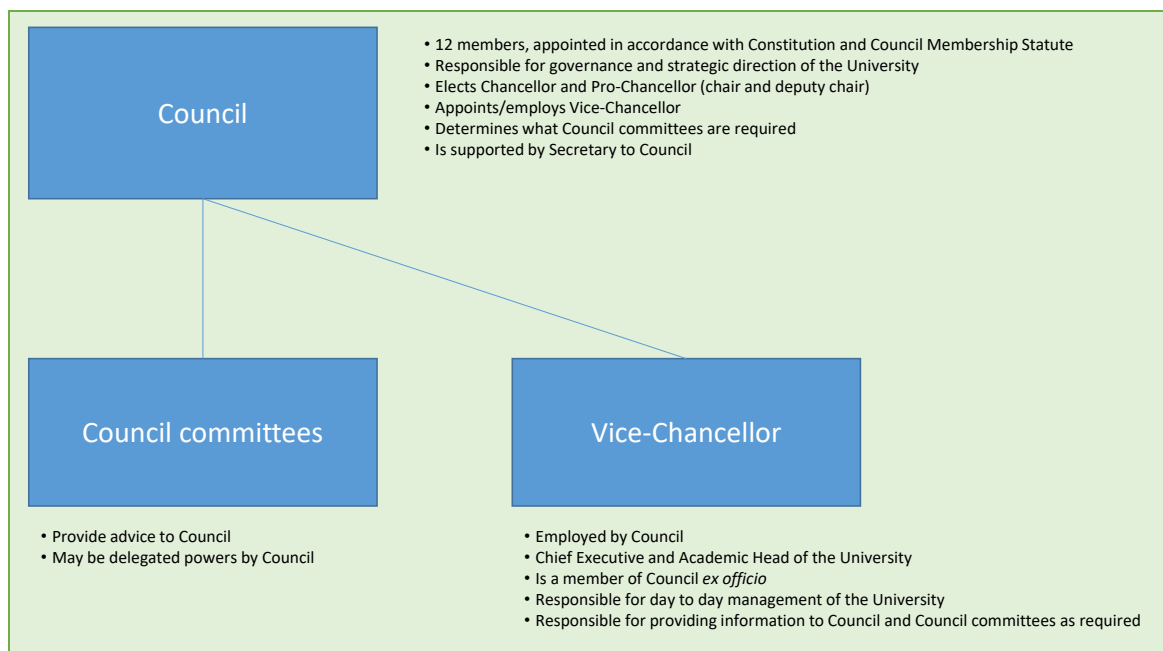 Council
• 12 members, appointed in accordance with Constitution and Council Membership Statute
• Responsible for governance and strategic direction of the University
• Elects Chancellor and Pro-Chancellor (chair and deputy chair)
• Appoints/employs Vice-Chancellor
• Determines what Council committees are required
• Is supported by Secretary to Council
Council committees
• Provide advice to Council
• May be delegated powers by Council
Vice-Chancellor
• Employed by Council
• Chief Executive and Academic Head of the University
• Is a member of Council ex officio
• Responsible for day to day management of the University
• Responsible for providing information to Council and Council committees as required